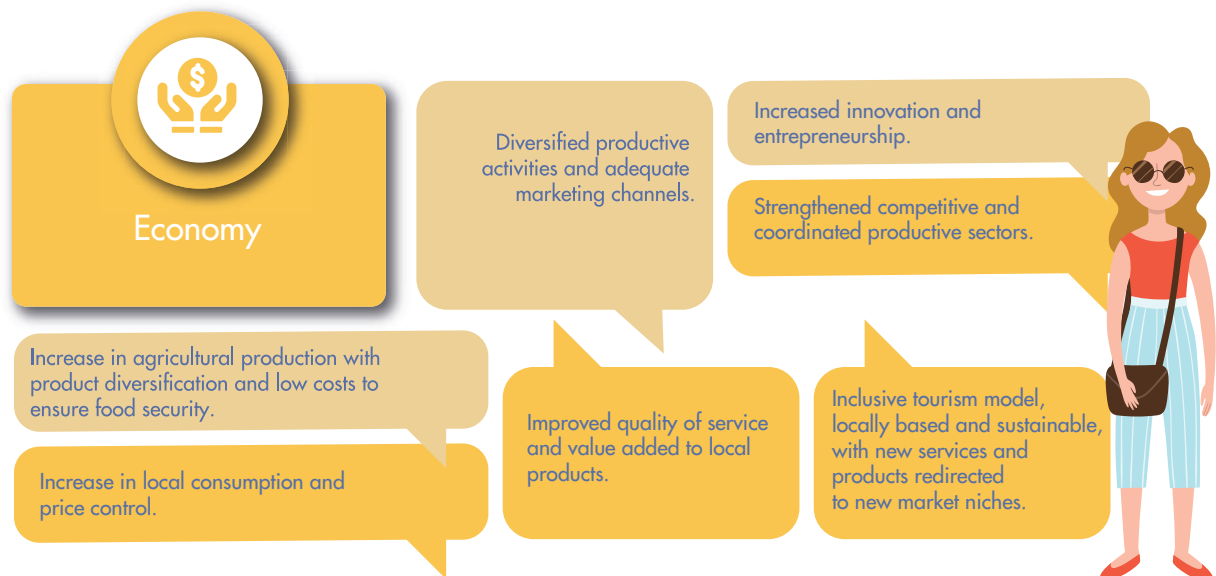 Economy
Diversified productive
activities and adequate
marketing channels.
Increased innovation and
entrepreneurship.
Strengthened competitive and
coordinated productive sectors.
Increase in agricultural production with
product diversification and low costs to
ensure food security.
Increase in local consumption and
price control.
Improved quality of service
and value added to local
products.
Inclusive tourism model,
locally based and sustainable,
with new services and
products redirected
to new market niches.